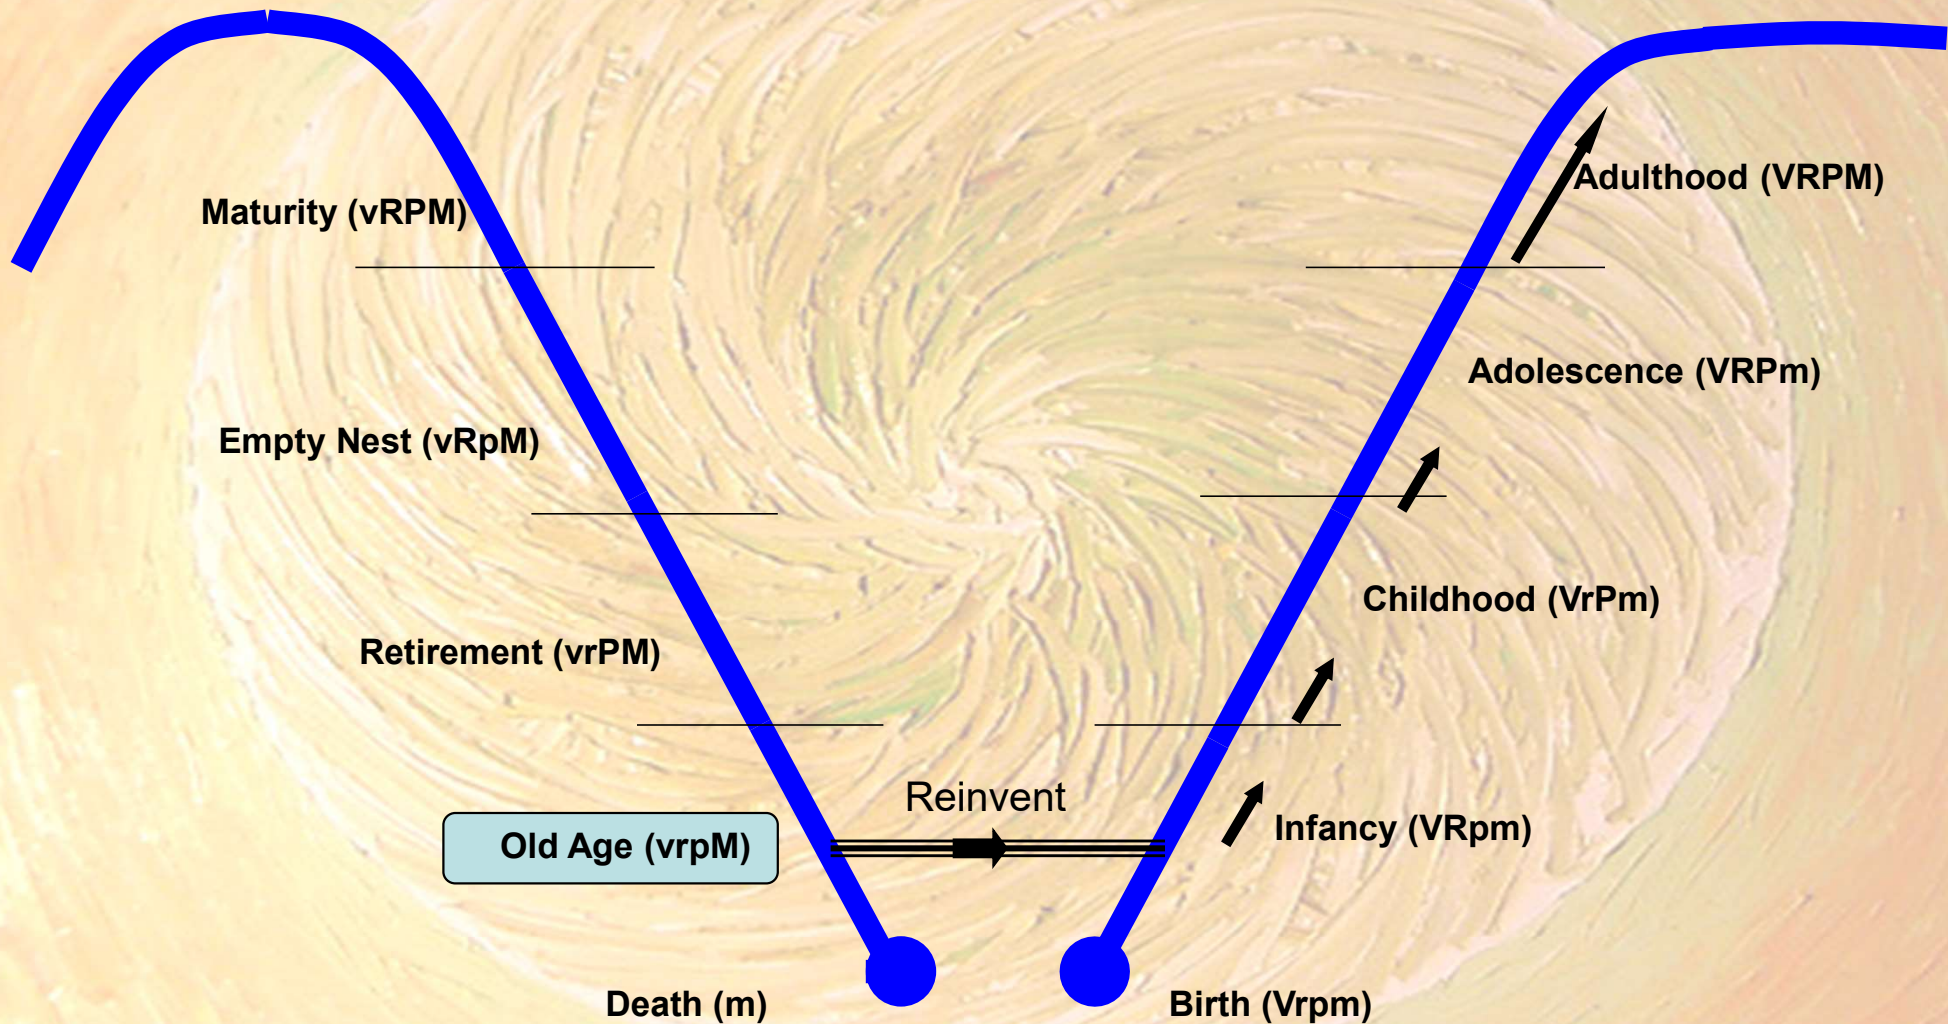 Maturity (vRPM)
Adulthood (VRPM)
Adolescence (VRPm)
Empty Nest (vRpM)
Childhood (VrPm)
Retirement (vrPM)
Reinvent
Old Age (vrpM)
Infancy (VRpm)
Death (m)
Birth (Vrpm)